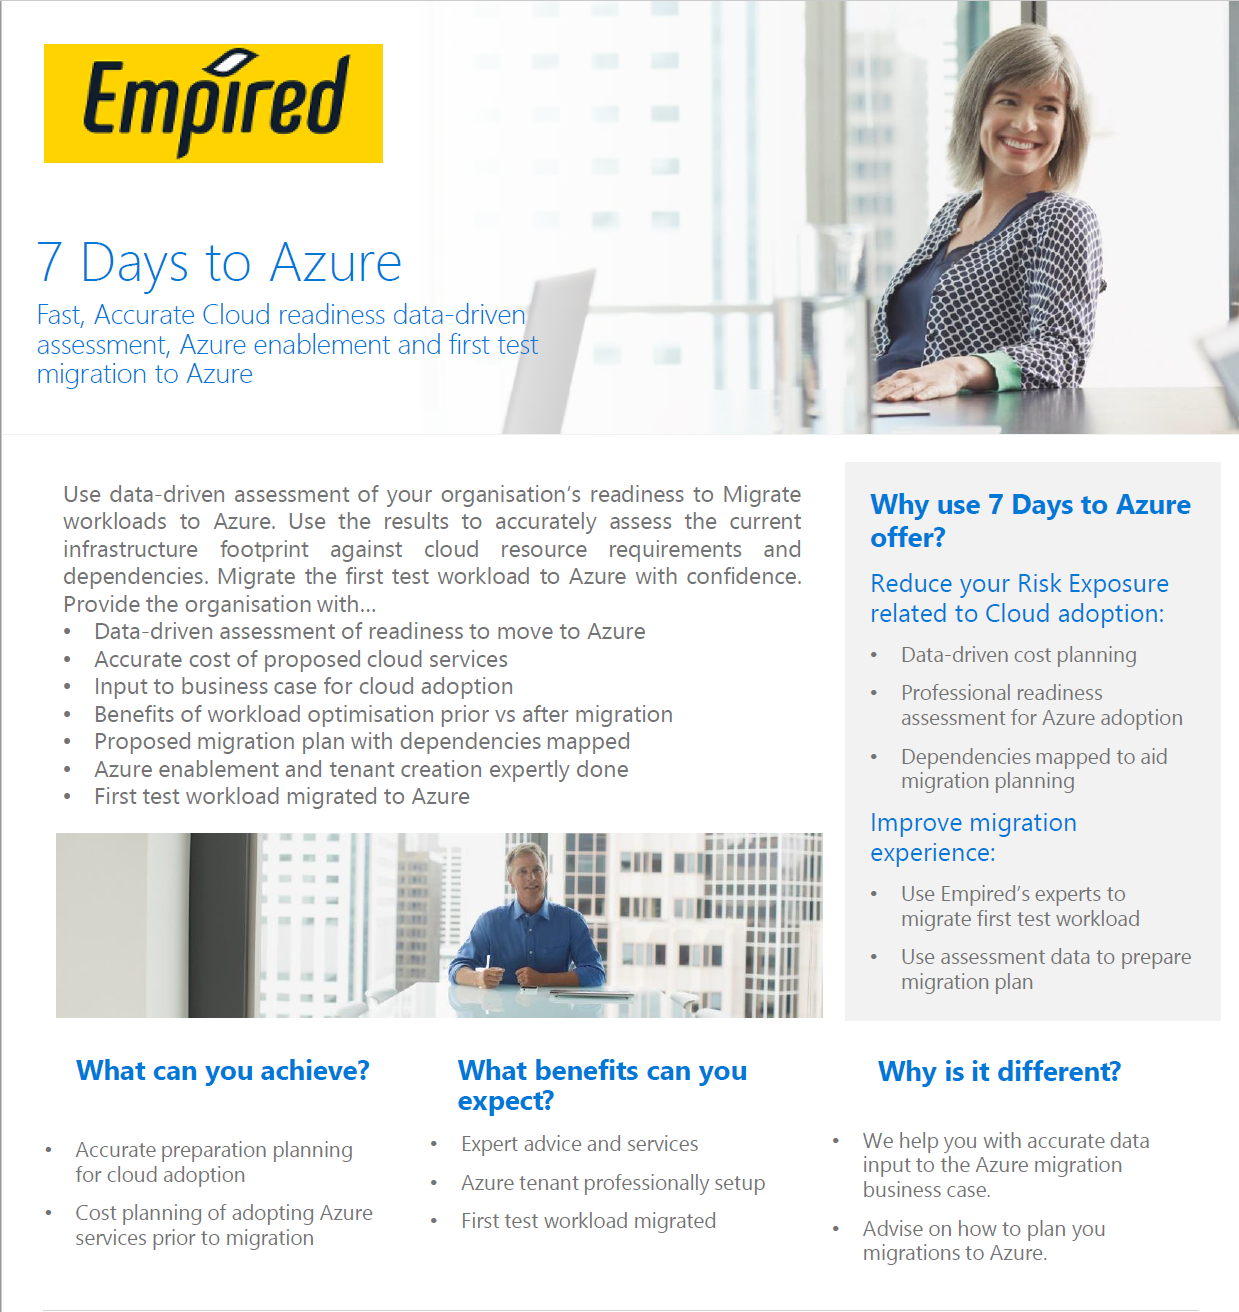 Empired
7 Days to Azure
Fast, Accurate Cloud readiness data-driven
assessment, Azure enablement and first test
migration to Azure
Use data-driven assessment of your organisation's readiness to Migrate
workloads to Azure. Use the results to accurately assess the current
infrastructure footprint against cloud resource requirements and
dependencies. Migrate the first test workload to Azure with confidence.
Provide the organisation with...
• Data-driven assessment of readiness to move to Azure
• Accurate cost of proposed cloud services
• Input to business case for cloud adoption
• Benefits of workload optimisation prior vs after migration
• Proposed migration plan with dependencies mapped
• Azure enablement and tenant creation expertly done
• First test workload migrated to Azure
Why use 7 Days to Azure
offer?
Reduce your Risk Exposure
related to Cloud adoption:
• Data-driven cost planning
• Professional readiness
assessment for Azure adoption
• Dependencies mapped to aid
migration planning
Improve migration
experience:
• Use Empired's experts to
migrate first test workload
• Use assessment data to prepare
migration plan
What can you achieve?
• Accurate preparation planning
for cloud adoption
• Cost planning of adopting Azure
services prior to migration
What benefits can you
expect?
• Expert advice and services
• Azure tenant professionally setup
• First test workload migrated
Why is it different?
• We help you with accurate data
input to the Azure migration
business case.
• Advise on how to plan you
migrations to Azure.